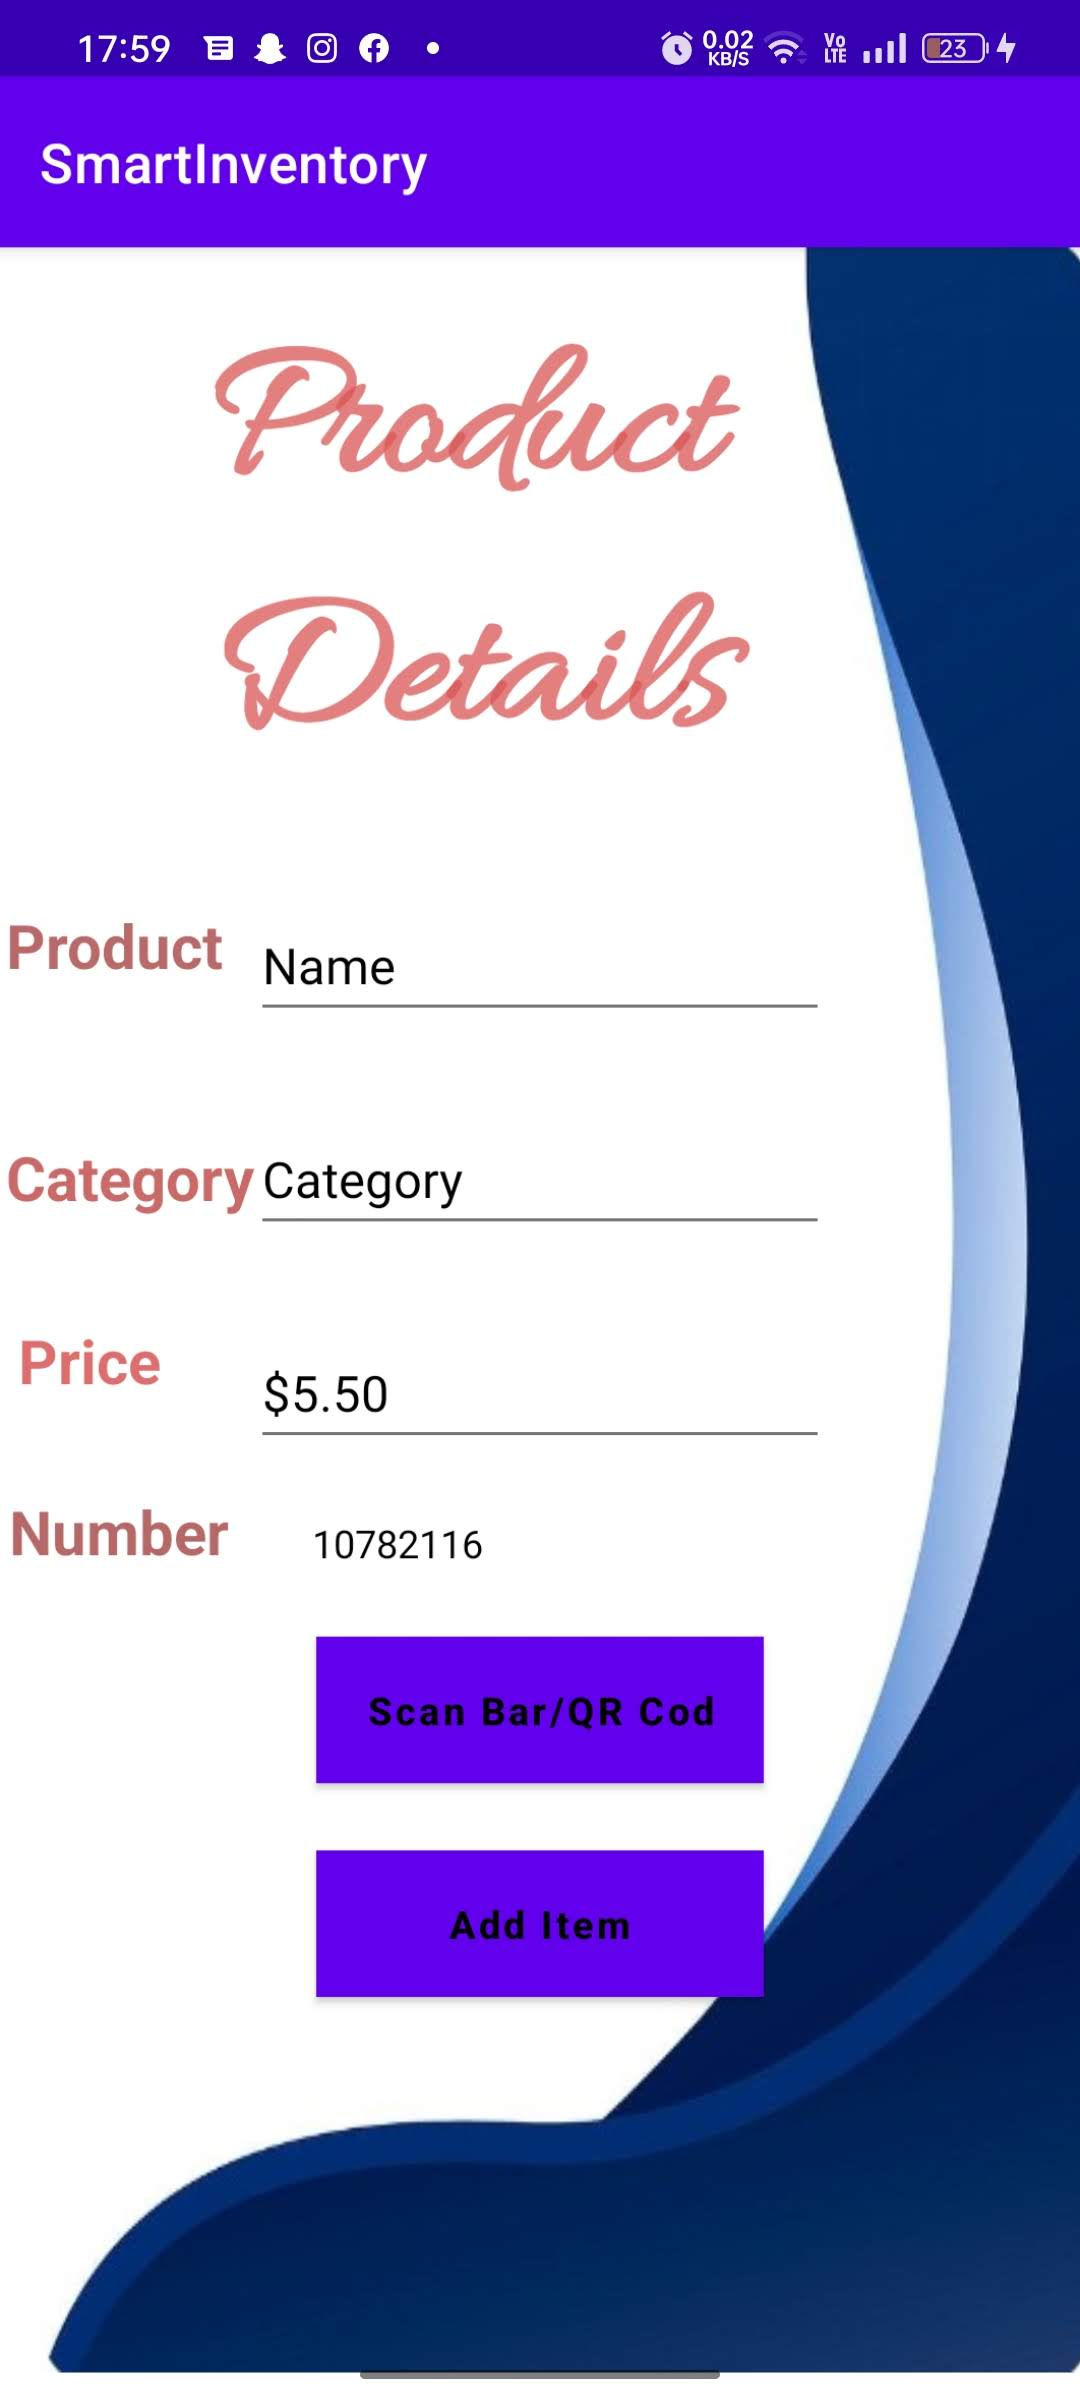 17:59 0.02 KB/S Vo LTE 23
SmartInventory
Product
Details
Product Name
Category Category
Price $5.50
Number 10782116
Scan Bar/QR Cod
Add Item